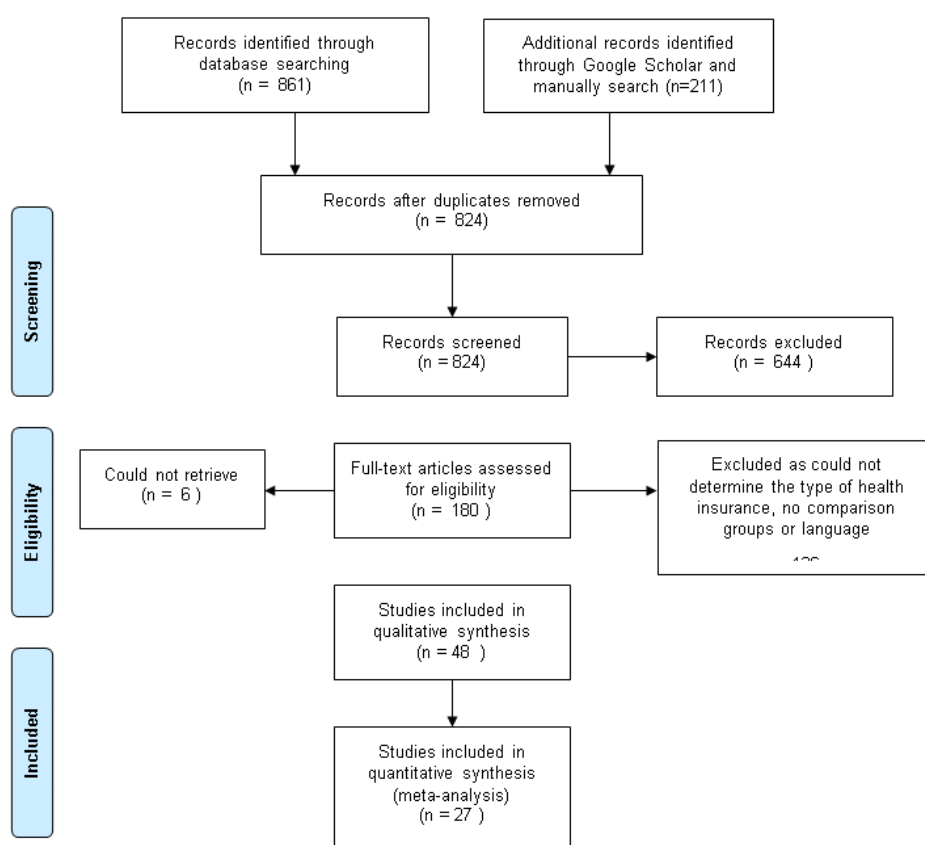 Records identified through
database searching
(n = 861)
Additional records identified
through Google Scholar and
manually search (n=211)
Records after duplicates removed
(n = 824)
Screening
Records screened
(n = 824)
Records excluded
(n = 644 )
Eligibility
Could not retrieve
(n = 6 )
Full-text articles assessed
for eligibility
(n = 180 )
Excluded as could not
determine the type of health
insurance, no comparison
groups or language
Studies included in
qualitative synthesis
(n = 48 )
Included
Studies included in
quantitative synthesis
(meta-analysis)
(n = 27 )